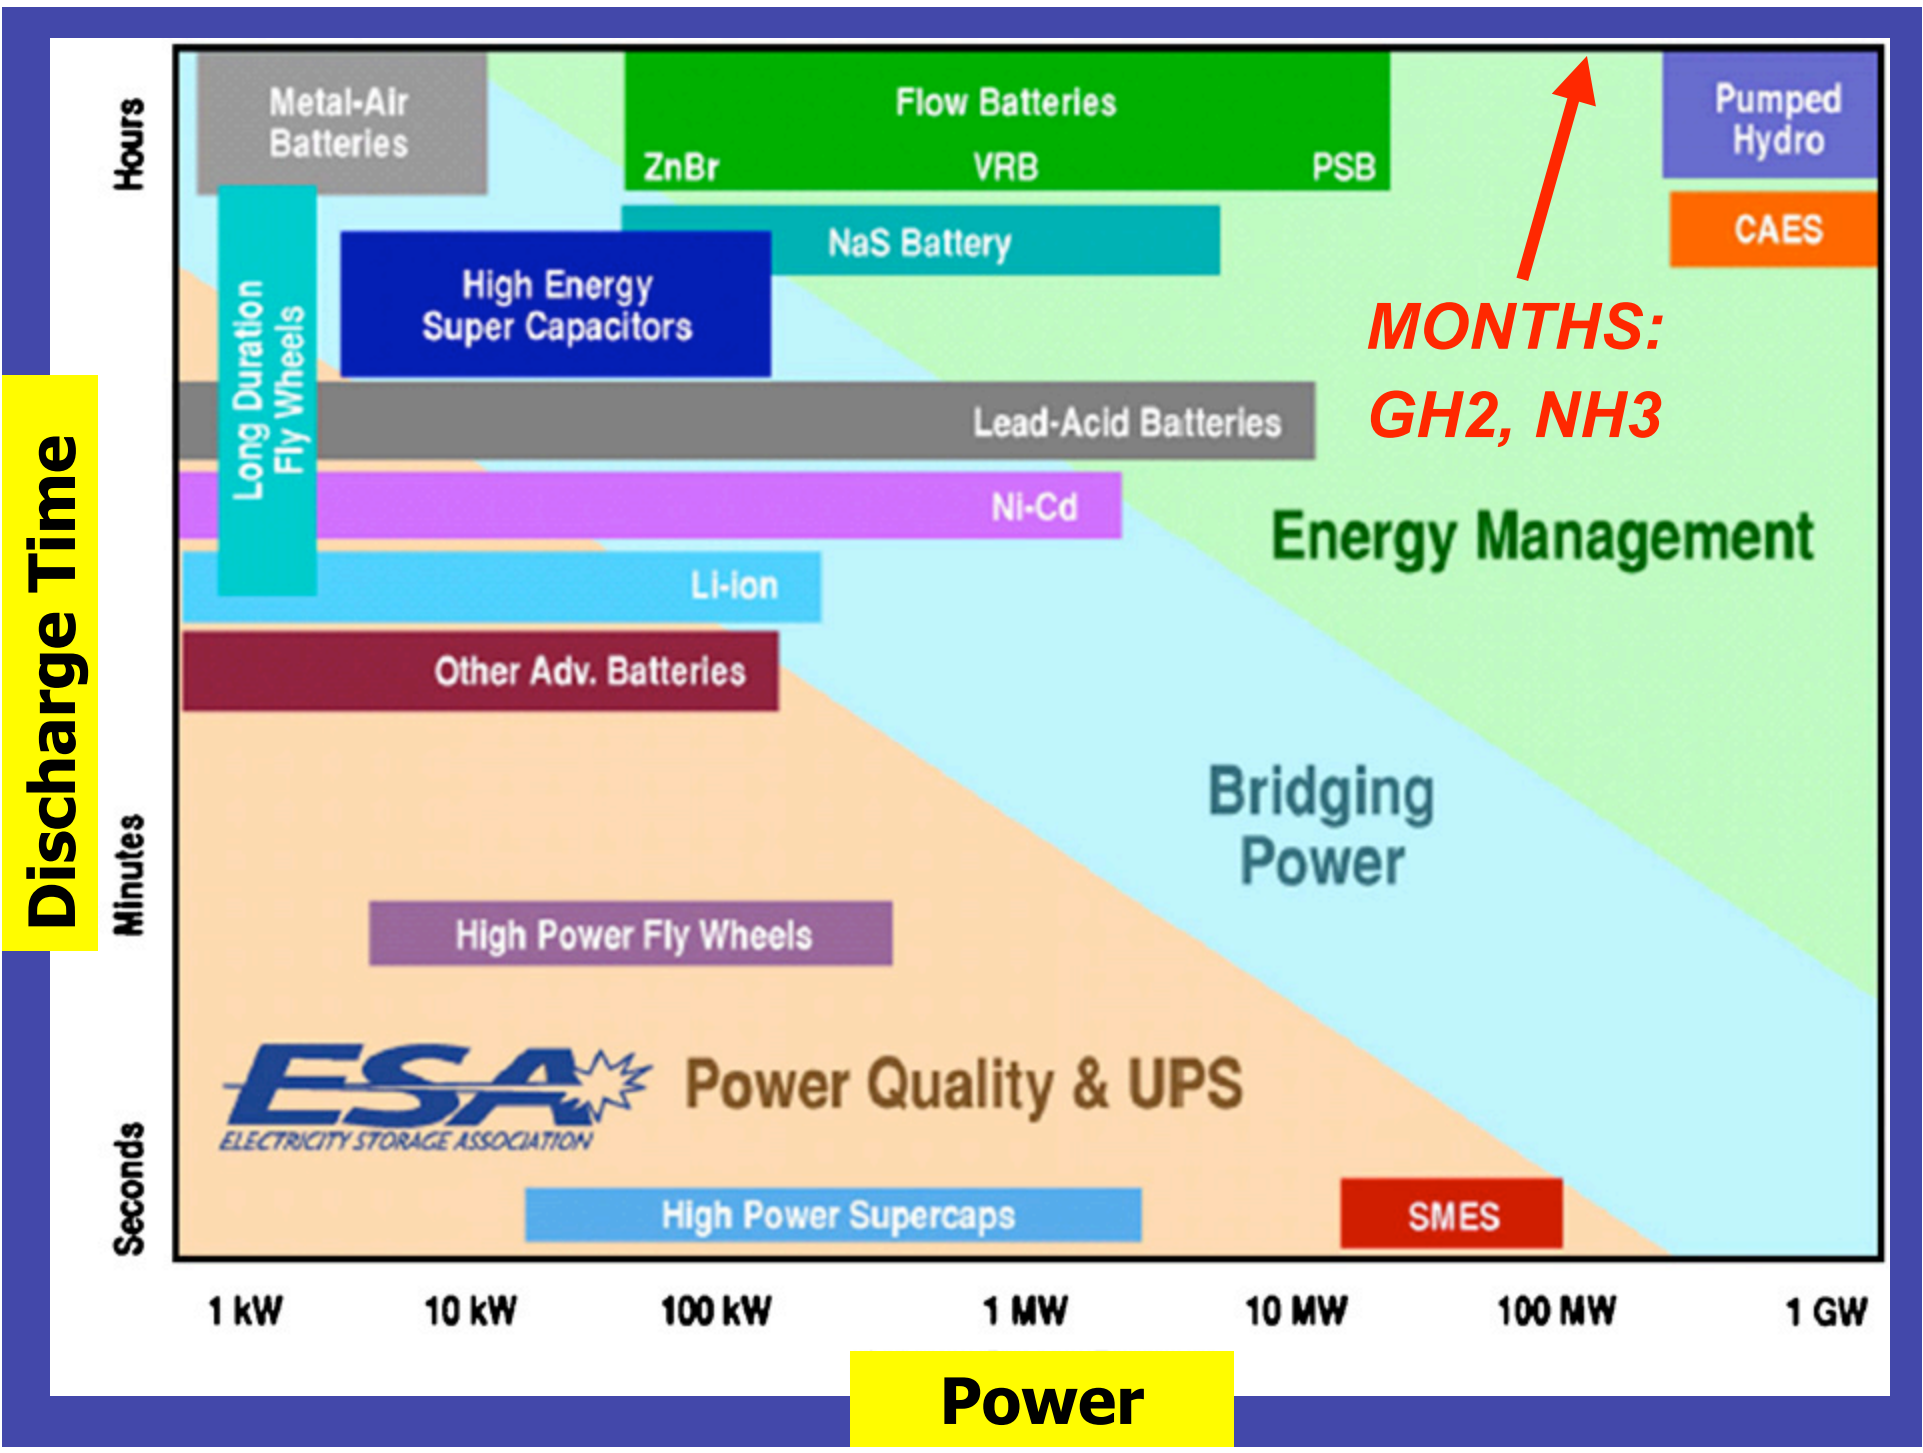 Metal-Air
Batteries
Flow Batteries
ZnBr VRB PSB
Pumped
Hydro
CAES
NaS Battery
High Energy
Super Capacitors
Long Duration
Fly Wheels
MONTHS:
GH2, NH3
Lead-Acid Batteries
Ni-Cd
Energy Management
Li-ion
Other Adv. Batteries
Bridging
Power
High Power Fly Wheels
ESA
ELECTRICITY STORAGE ASSOCIATION
Power Quality & UPS
High Power Supercaps
SMES
Hours
Minutes
Seconds
Discharge Time
1 kW 10 kW 100 kW 1 MW 10 MW 100 MW 1 GW
Power